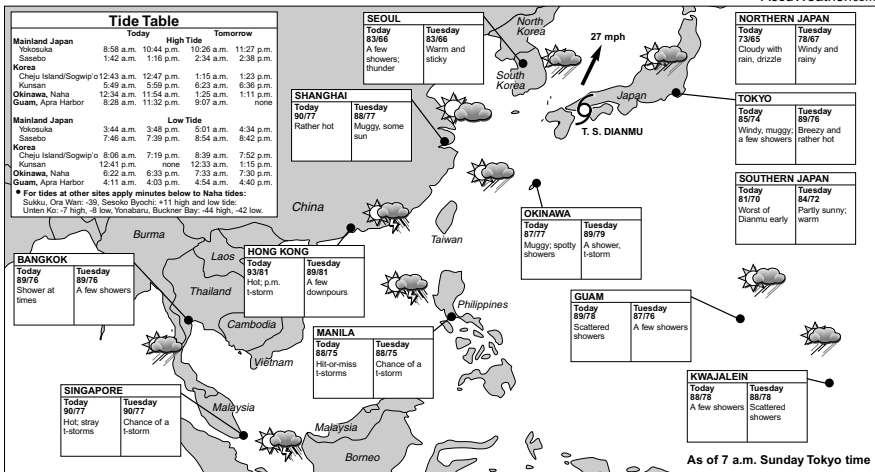 Tide Table
Today Tomorrow
High Tide
Mainland Japan
Yokosuka 8:58 a.m. 10:44 p.m. 10:26 a.m. 11:27 p.m.
Sasebo 1:42 a.m. 1:16 p.m. 2:34 a.m. 2:38 p.m.
Korea
Cheju Island/Sogwip'o 12:43 a.m. 12:47 p.m. 1:15 a.m. 1:23 p.m.
Kunsan 5:49 a.m. 5:59 p.m. 6:23 a.m. 6:36 p.m.
Okinawa, Naha 12:34 a.m. 11:54 a.m. 1:25 a.m. 1:11 p.m.
Guam, Apra Harbor 8:28 a.m. 11:32 p.m. 9:07 a.m. none
Mainland Japan Low Tide
Yokosuka 3:44 a.m. 3:48 p.m. 5:01 a.m. 4:34 p.m.
Sasebo 7:46 a.m. 7:39 p.m. 8:54 a.m. 8:42 p.m.
Korea
Cheju Island/Sogwip'o 8:06 a.m. 7:19 p.m. 8:39 a.m. 7:52 p.m.
Kunsan 12:41 p.m. none 12:33 a.m. 1:15 p.m.
Okinawa, Naha 6:22 a.m. 6:33 p.m. 7:33 a.m. 7:30 p.m.
Guam, Apra Harbor 4:11 a.m. 4:03 p.m. 4:54 a.m. 4:40 p.m.
• For tides at other sites apply minutes below to Naha tides:
Sukku, Ora Wan: -39, Sesoko Byochi: +11 high and low tide:
Unten Ko: -7 high, -8 low, Yonabaru, Buckner Bay: -44 high, -42 low.
SEOUL
Today Tuesday
83/66 83/66
A few Warm and
showers; sticky
thunder
North
Korea
South
Korea
27 mph
Japan
T. S. DIANMU
NORTHERN JAPAN
Today Tuesday
73/65 78/67
Cloudy with Windy and
rain, drizzle rainy
SHANGHAI
Today Tuesday
90/77 88/77
Rather hot Muggy, some
sun
TOKYO
Today Tuesday
85/74 89/76
Windy, muggy; Breezy and
a few showers rather hot
SOUTHERN JAPAN
Today Tuesday
81/70 84/72
Worst of Partly sunny;
Dianmu early warm
China
Taiwan
OKINAWA
Today Tuesday
87/77 89/79
Muggy; spotty A shower,
showers t-storm
Burma
Laos
Thailand
Cambodia
Vietnam
HONG KONG
Today Tuesday
93/81 89/81
Hot; p.m. A few
t-storm downpours
BANGKOK
Today Tuesday
89/76 89/76
Shower at A few showers
times
Philippines
GUAM
Today Tuesday
89/78 87/76
Scattered A few showers
showers
MANILA
Today Tuesday
88/75 88/75
Hit-or-miss Chance of a
t-storms t-storm
KWAJALEIN
Today Tuesday
88/78 88/78
A few showers Scattered
showers
SINGAPORE
Today Tuesday
90/77 90/77
Hot; stray Chance of a
t-storms t-storm
Malaysia
Malaysia
Borneo
As of 7 a.m. Sunday Tokyo time